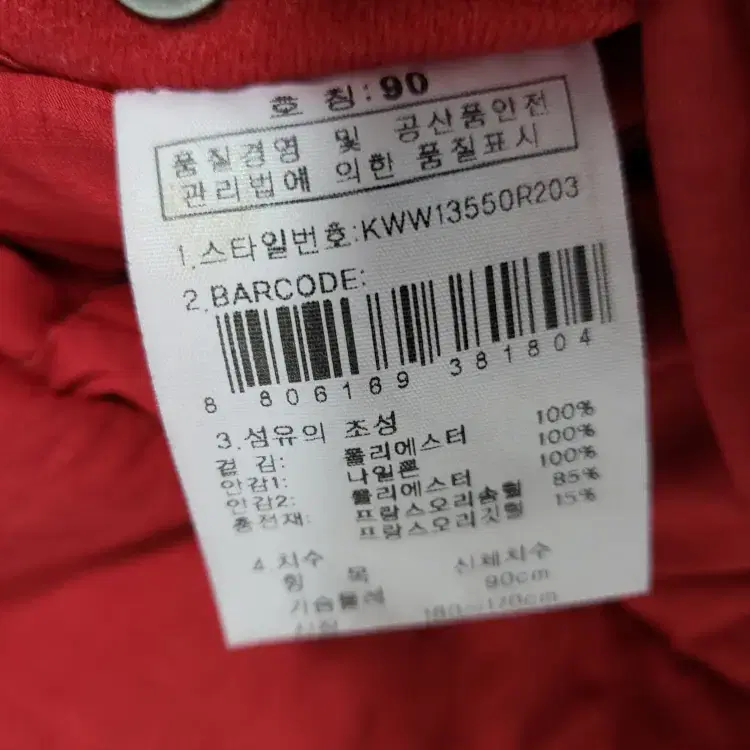 호 칭:90
품질경영 및 공산품안전
관리법에 의한 품질표시
1.스타일번호:KWW13550R203
2.BARCODE:
8 806169 381804
3.섬유의 조성
겉 감: 폴리에스터 100%
안감1: 나일론 100%
안감2: 폴리에스터 100%
충전재: 프랑스오리솜털 85%
프랑스오리깃털 15%
4.치수
항 목 신체치수
가슴둘레 90cm
신장